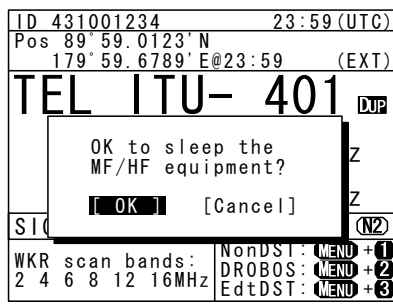 ID 431001234 23:59(UTC)
Pos 89°59.0123'N
179°59.6789'E@23:59 (EXT)
TEL ITU- 401 DUP
OK to sleep the
MF/HF equipment?
Z
[ OK ] [Cancel]
Z
(N2)
WKR scan bands:
2 4 6 8 12 16MHz
NonDST: MENU +1
DROBOS: MENU +2
EdtDST: MENU +3